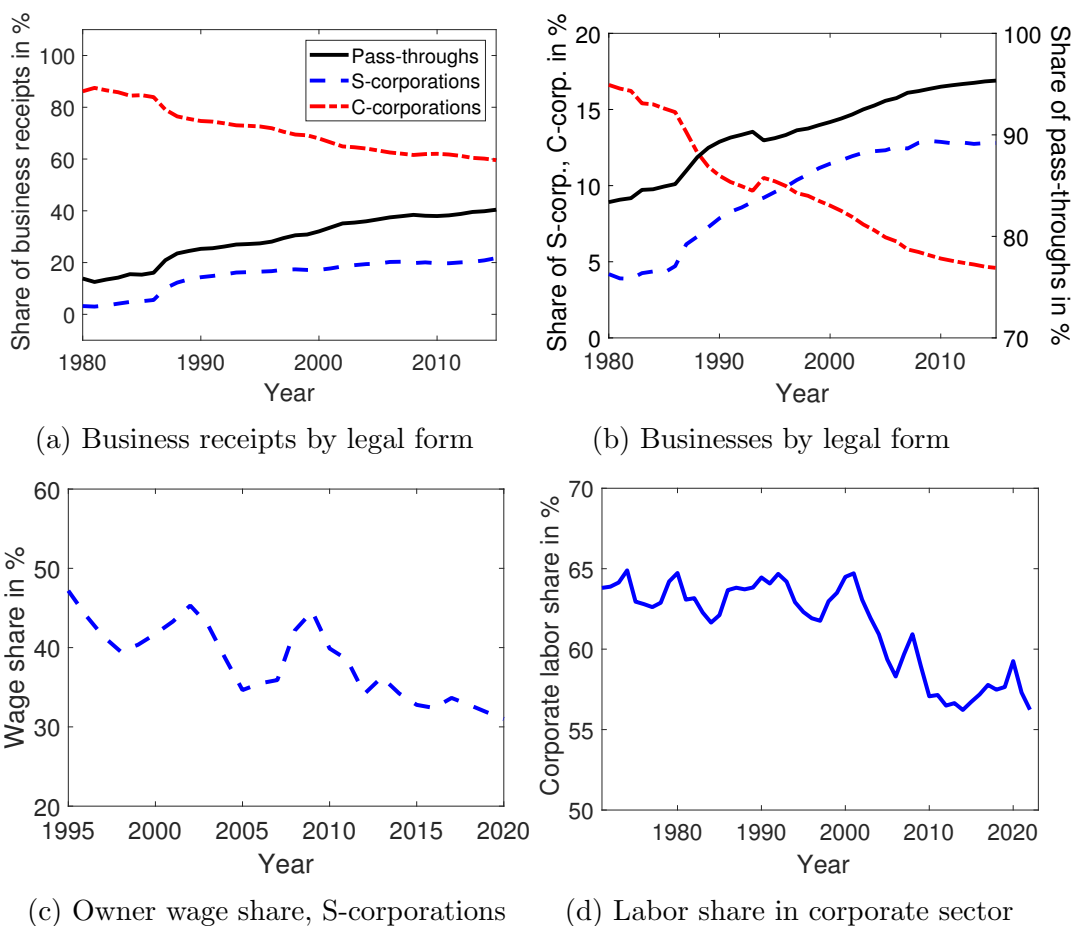 Share of business receipts in %
100
80
60
40
20
0
Pass-throughs
S-corporations
C-corporations
1980
1990
2000
2010
Year
(a) Business receipts by legal form
Share of S-corp., C-corp. in %
20
15
10
5
0
100
90
80
70
Share of pass-throughs in %
1980
1990
2000
2010
Year
(b) Businesses by legal form
Wage share in %
60
50
40
30
20
1995
2000
2005
2010
2015
2020
Year
(c) Owner wage share, S-corporations
Corporate labor share in %
70
65
60
55
50
1980
1990
2000
2010
2020
Year
(d) Labor share in corporate sector